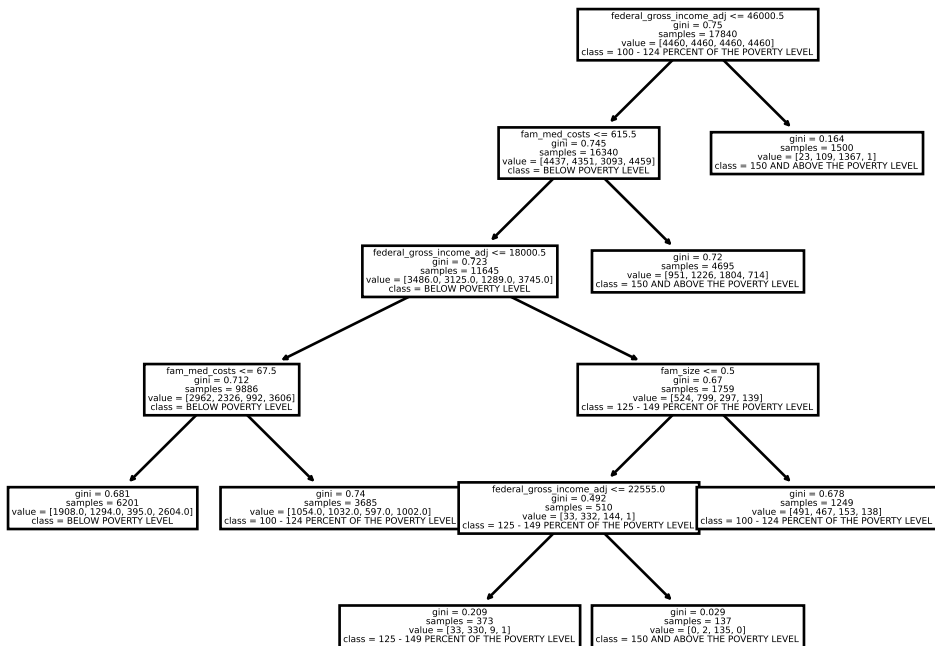 federal_gross_income_adj <= 46000.5
gini = 0.75
samples = 17840
value = [4460, 4460, 4460, 4460]
class = 100 - 124 PERCENT OF THE POVERTY LEVEL
fam_med_costs <= 615.5
gini = 0.745
samples = 16340
value = [4437, 4351, 3093, 4459]
class = BELOW POVERTY LEVEL
gini = 0.164
samples = 1500
value = [23, 109, 1367, 1]
class = 150 AND ABOVE THE POVERTY LEVEL
federal_gross_income_adj <= 18000.5
gini = 0.723
samples = 11645
value = [3486.0, 3125.0, 1289.0, 3745.0]
class = BELOW POVERTY LEVEL
gini = 0.72
samples = 4695
value = [951, 1226, 1804, 714]
class = 150 AND ABOVE THE POVERTY LEVEL
fam_med_costs <= 67.5
gini = 0.712
samples = 9886
value = [2962, 2326, 992, 3606]
class = BELOW POVERTY LEVEL
fam_size <= 0.5
gini = 0.67
samples = 1759
value = [524, 799, 297, 139]
class = 125 - 149 PERCENT OF THE POVERTY LEVEL
gini = 0.681
samples = 6201
value = [1908.0, 1294.0, 395.0, 2604.0]
class = BELOW POVERTY LEVEL
gini = 0.74
samples = 3685
value = [1054.0, 1032.0, 597.0, 1002.0]
class = 100 - 124 PERCENT OF THE POVERTY LEVEL
federal_gross_income_adj <= 22555.0
gini = 0.492
samples = 510
value = [33, 332, 144, 1]
class = 125 - 149 PERCENT OF THE POVERTY LEVEL
gini = 0.678
samples = 1249
value = [491, 467, 153, 138]
class = 100 - 124 PERCENT OF THE POVERTY LEVEL
gini = 0.209
samples = 373
value = [33, 330, 9, 1]
class = 125 - 149 PERCENT OF THE POVERTY LEVEL
gini = 0.029
samples = 137
value = [0, 2, 135, 0]
class = 150 AND ABOVE THE POVERTY LEVEL